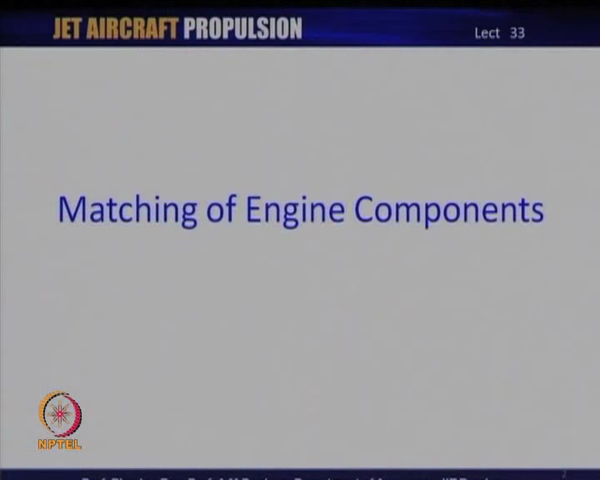 JET AIRCRAFT PROPULSION
Lect 33
Matching of Engine Components
NPTEL
2